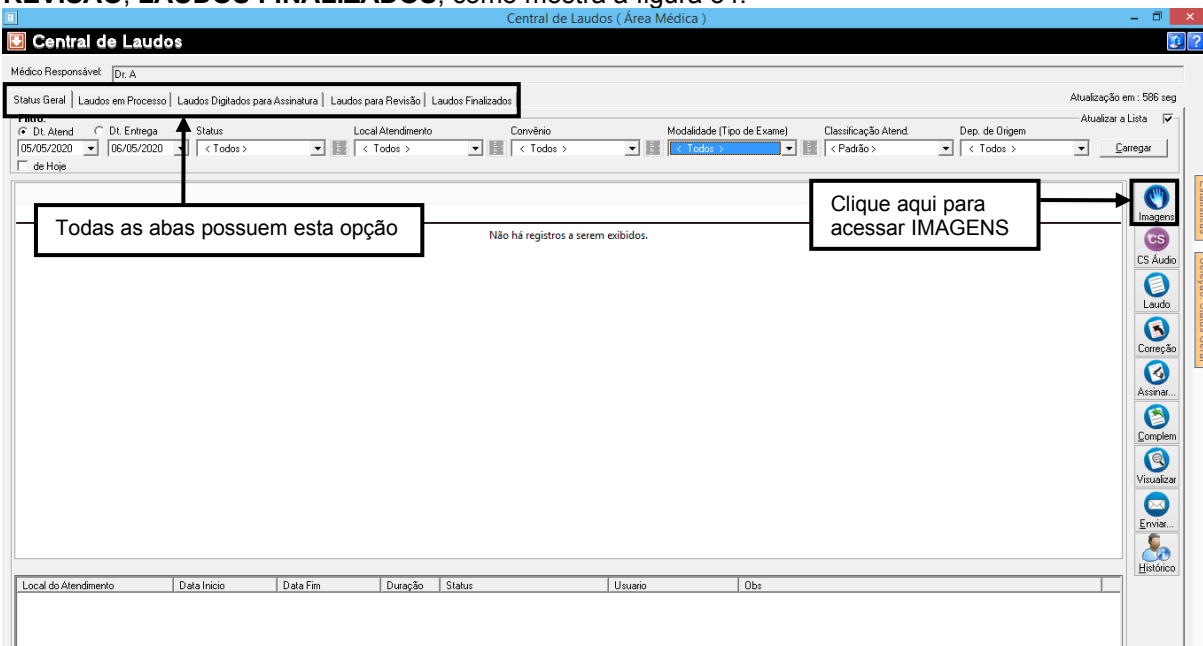 REVISÃO, LAUDOS FINALIZADOS, como mostra a figura 34.
Central de Laudos ( Área Médica )
Central de Laudos
Médico Responsável: Dr. A
Status Geral Laudos em Processo Laudos Digitados para Assinatura Laudos para Revisão Laudos Finalizados
Atualização em : 586 seg
Filtro:
Atualizar a Lista
Dt. Atend Dt. Entrega Status Local Atendimento Convênio Modalidade (Tipo de Exame) Classificação Atend. Dep. de Origem
05/05/2020 06/05/2020 < Todos > < Todos > < Todos > < Todos > < Padrão > < Todos > Carregar
de Hoje
Todas as abas possuem esta opção
Clique aqui para
acessar IMAGENS
Não há registros a serem exibidos.
Imagens
CS
CS Áudio
Laudo
Correção
Assinar...
Complem
Visualizar
Enviar...
Histórico
Local do Atendimento Data Inicio Data Fim Duração Status Usuario Obs